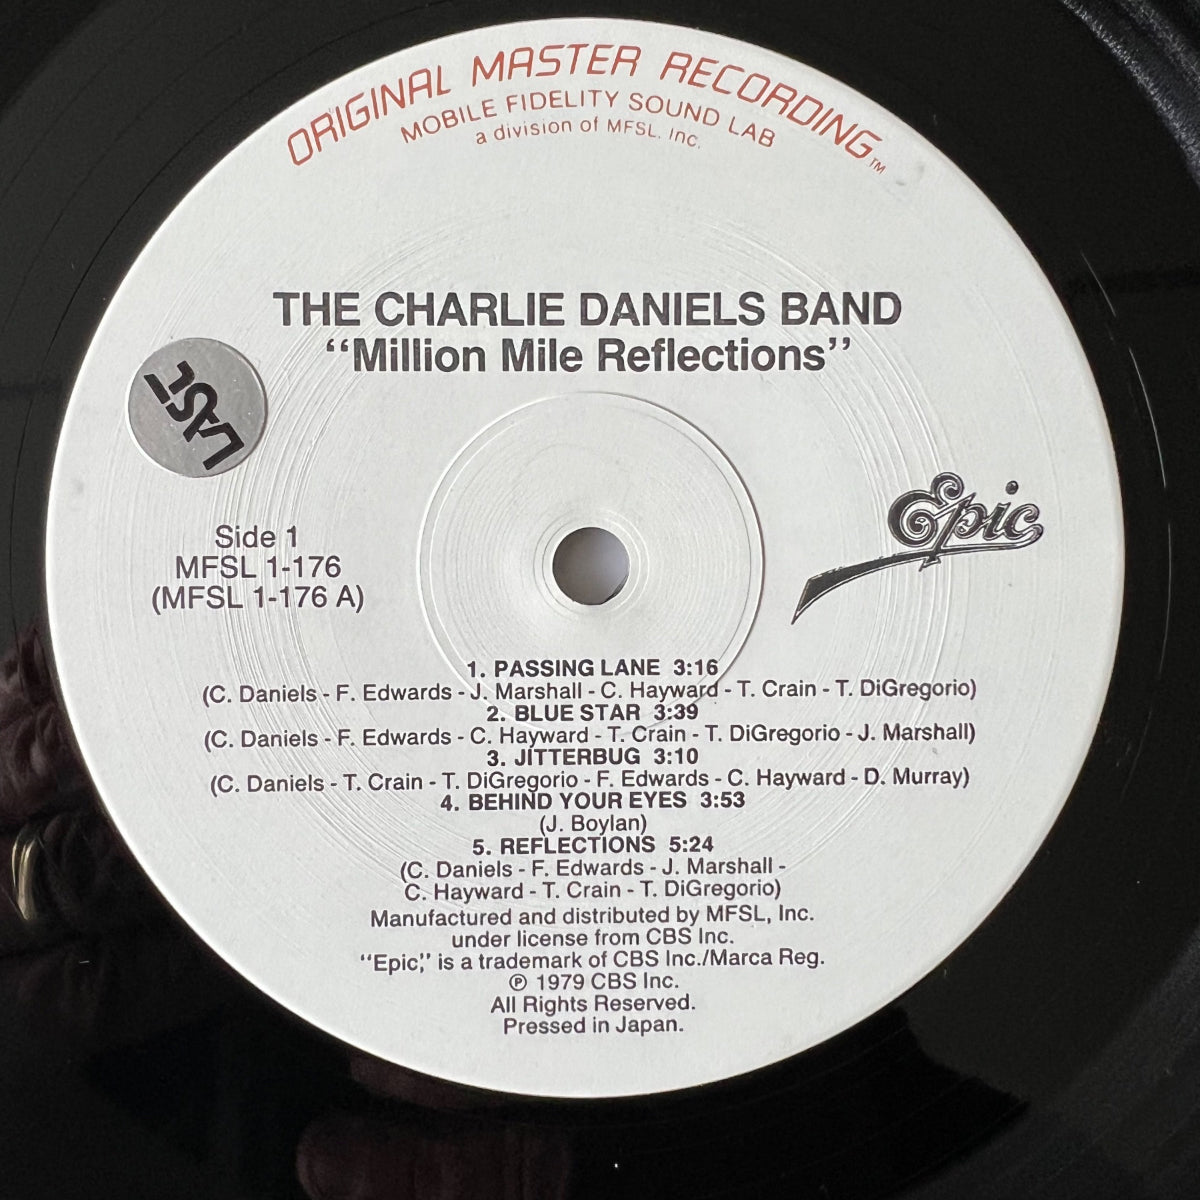 ORIGINAL MASTER RECORDING™
MOBILE FIDELITY SOUND LAB
a division of MFSL. Inc.
THE CHARLIE DANIELS BAND
“Million Mile Reflections”
LAST
Epic
Side 1
MFSL 1-176
(MFSL 1-176 A)
1. PASSING LANE 3:16
(C. Daniels - F. Edwards - J. Marshall - C. Hayward - T. Crain - T. DiGregorio)
2. BLUE STAR 3:39
(C. Daniels - F. Edwards - C. Hayward - T. Crain - T. DiGregorio - J. Marshall)
3. JITTERBUG 3:10
(C. Daniels - T. Crain - T. DiGregorio - F. Edwards - C. Hayward - D. Murray)
4. BEHIND YOUR EYES 3:53
(J. Boylan)
5. REFLECTIONS 5:24
(C. Daniels - F. Edwards - J. Marshall -
C. Hayward - T. Crain - T. DiGregorio)
Manufactured and distributed by MFSL, Inc.
under license from CBS Inc.
“Epic,” is a trademark of CBS Inc./Marca Reg.
℗ 1979 CBS Inc.
All Rights Reserved.
Pressed in Japan.